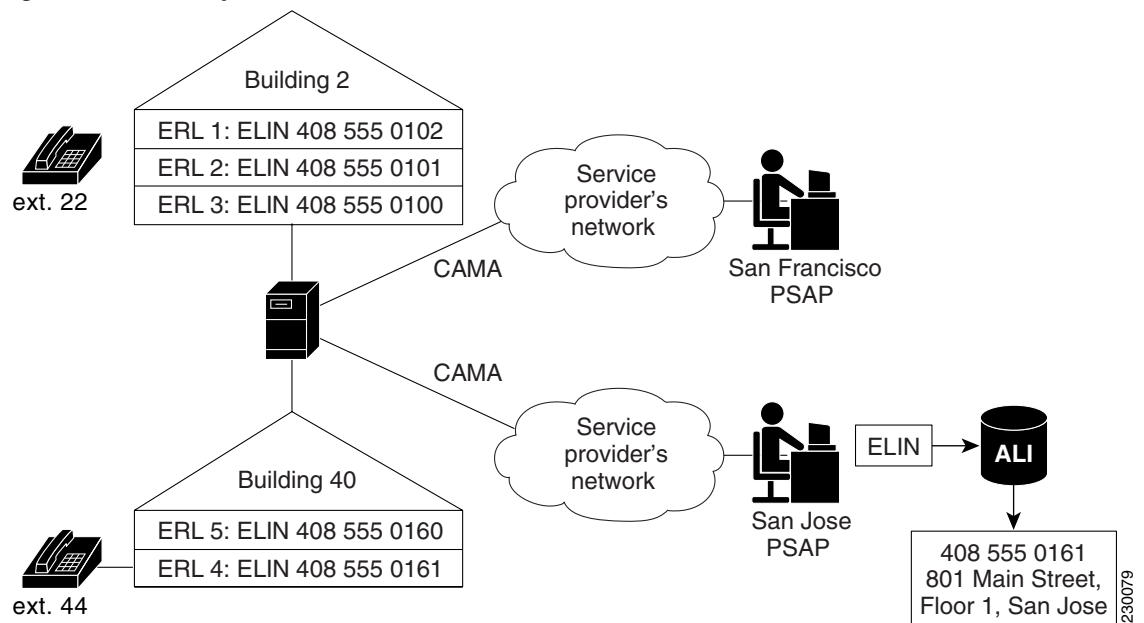 Building 2
ERL 1: ELIN 408 555 0102
ERL 2: ELIN 408 555 0101
ERL 3: ELIN 408 555 0100
ext. 22
Service
provider's
network
CAMA
San Francisco
PSAP
CAMA
Service
provider's
network
San Jose
PSAP
ELIN
ALI
408 555 0161
801 Main Street,
Floor 1, San Jose
Building 40
ERL 5: ELIN 408 555 0160
ERL 4: ELIN 408 555 0161
ext. 44
230079